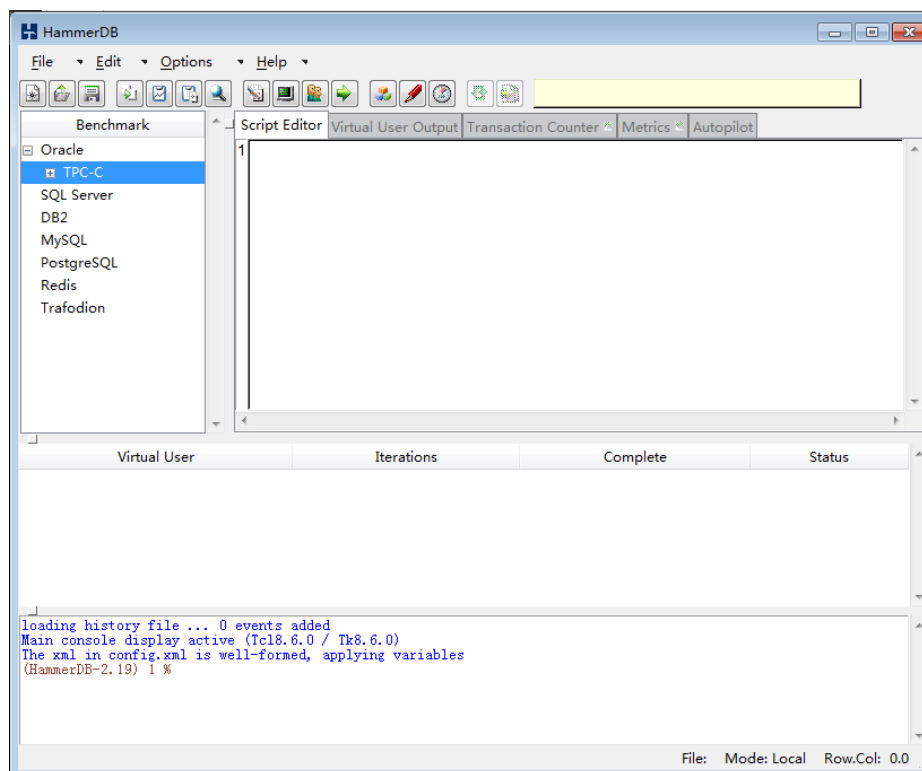 HammerDB
File Edit Options Help
Benchmark
Oracle
TPC-C
SQL Server
DB2
MySQL
PostgreSQL
Redis
Trafodion
Script Editor Virtual User Output Transaction Counter Metrics Autopilot
1
Virtual User Iterations Complete Status
loading history file ... 0 events added
Main console display active (Tcl8.6.0 / Tk8.6.0)
The xml in config.xml is well-formed, applying variables
(HammerDB-2.19) 1 %
File: Mode: Local Row.Col: 0.0